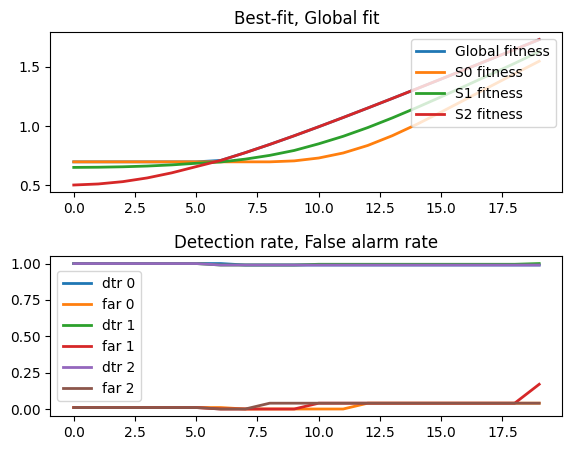 Best-fit, Global fit
1.5
1.0
0.5
Global fitness
S0 fitness
S1 fitness
S2 fitness
0.0 2.5 5.0 7.5 10.0 12.5 15.0 17.5
Detection rate, False alarm rate
1.00
0.75
0.50
0.25
0.00
dtr 0
far 0
dtr 1
far 1
dtr 2
far 2
0.0 2.5 5.0 7.5 10.0 12.5 15.0 17.5